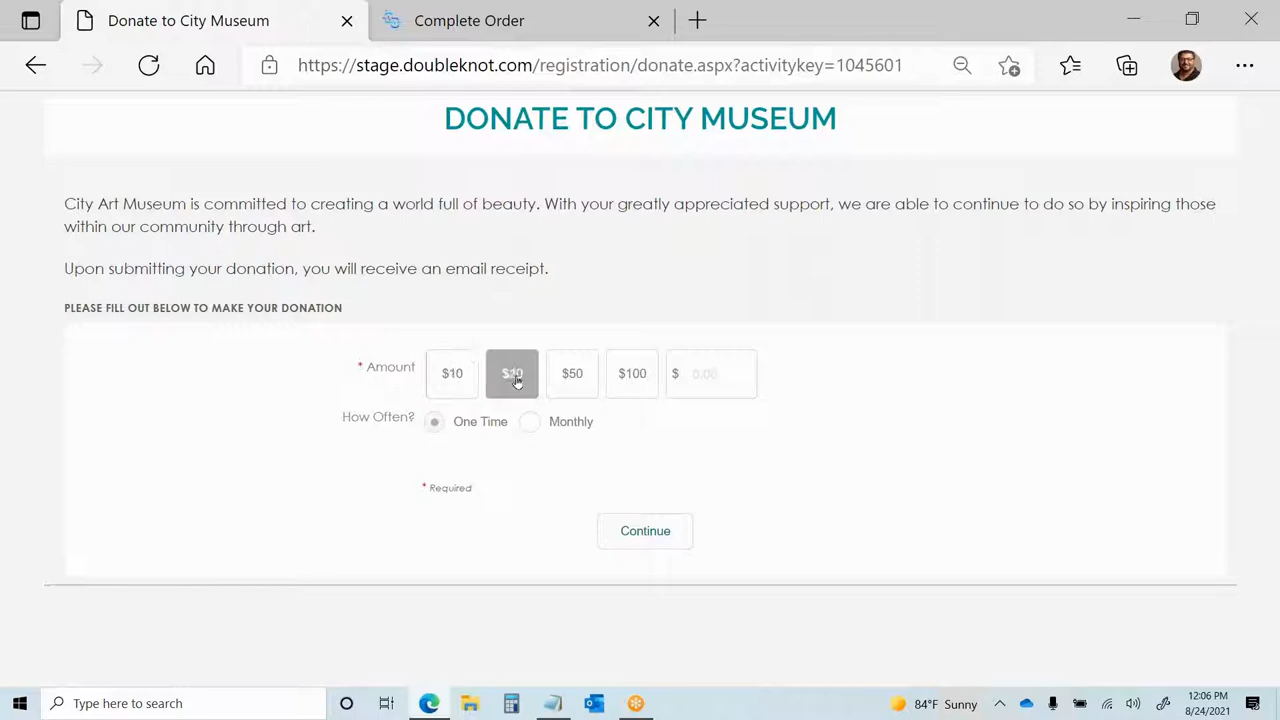 Donate to City Museum
Complete Order
https://stage.doubleknot.com/registration/donate.aspx?activitykey=1045601
DONATE TO CITY MUSEUM
City Art Museum is committed to creating a world full of beauty. With your greatly appreciated support, we are able to continue to do so by inspiring those
within our community through art.
Upon submitting your donation, you will receive an email receipt.
PLEASE FILL OUT BELOW TO MAKE YOUR DONATION
* Amount $10 $50 $100 $ 0.00
How Often? One Time Monthly
* Required
Continue
Type here to search
84°F Sunny
12:06 PM
8/24/2021